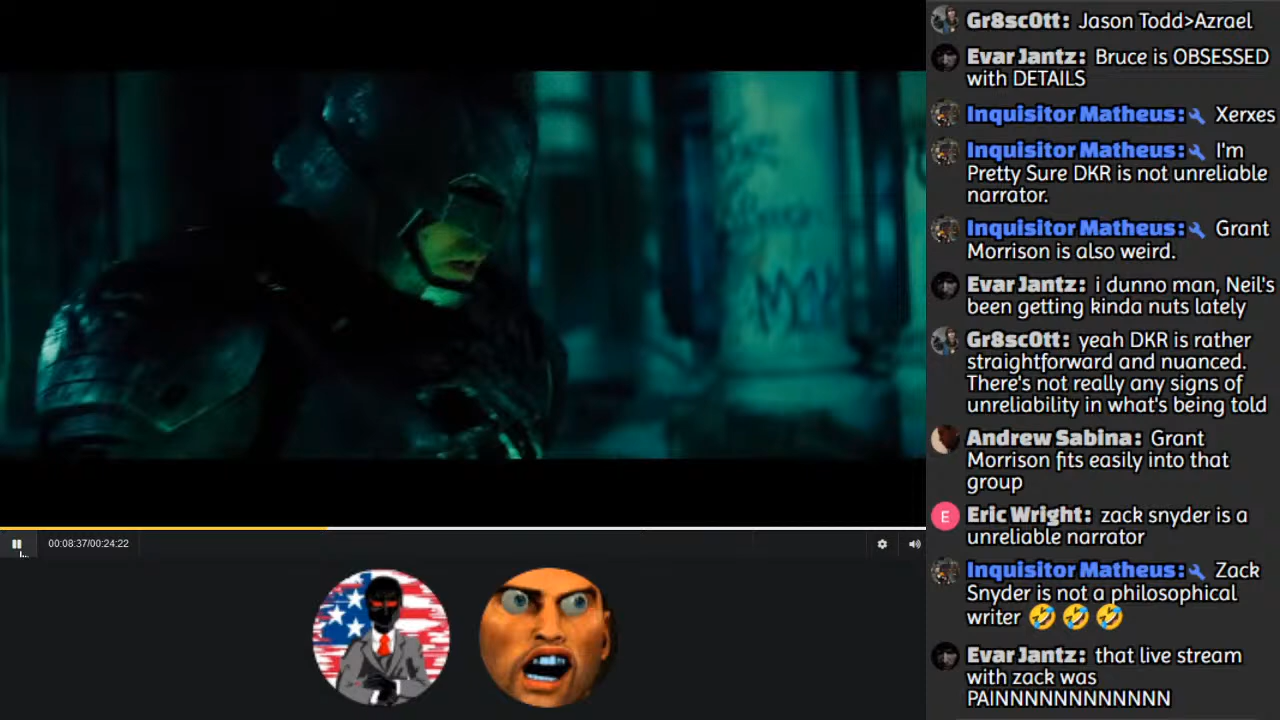 Gr8sc0tt: Jason Todd>Azrael
Evar Jantz: Bruce is OBSESSED
with DETAILS
Inquisitor Matheus: Xerxes
Inquisitor Matheus: I'm
Pretty Sure DKR is not unreliable
narrator.
Inquisitor Matheus: Grant
Morrison is also weird.
Evar Jantz: i dunno man, Neil's
been getting kinda nuts lately
Gr8sc0tt: yeah DKR is rather
straightforward and nuanced.
There's not really any signs of
unreliability in what's being told
Andrew Sabina: Grant
Morrison fits easily into that
group
E
Eric Wright: zack snyder is a
unreliable narrator
Inquisitor Matheus: Zack
Snyder is not a philosophical
writer 🤣 🤣 🤣
Evar Jantz: that live stream
with zack was
PAINNNNNNNNNNNN
00:08:37/00:24:22